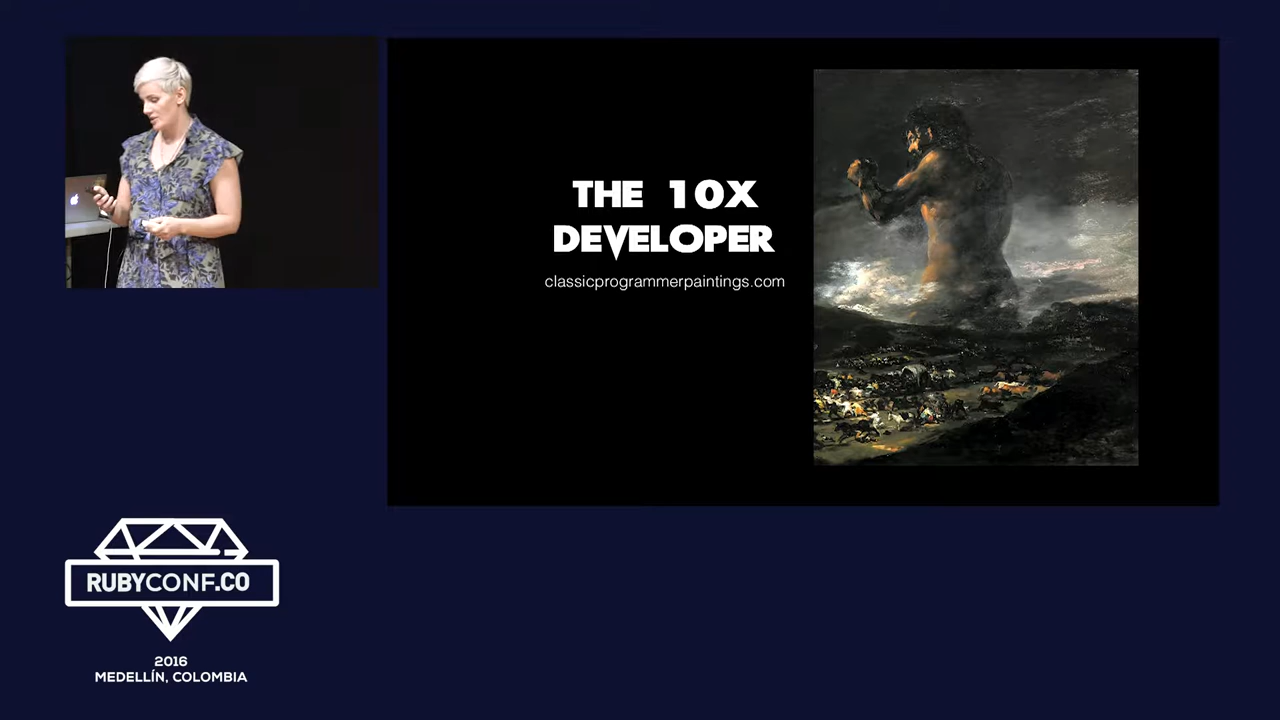 THE 10X
DEVELOPER
classicprogrammerpaintings.com
RUBYCONF.CO
2016
MEDELLÍN, COLOMBIA